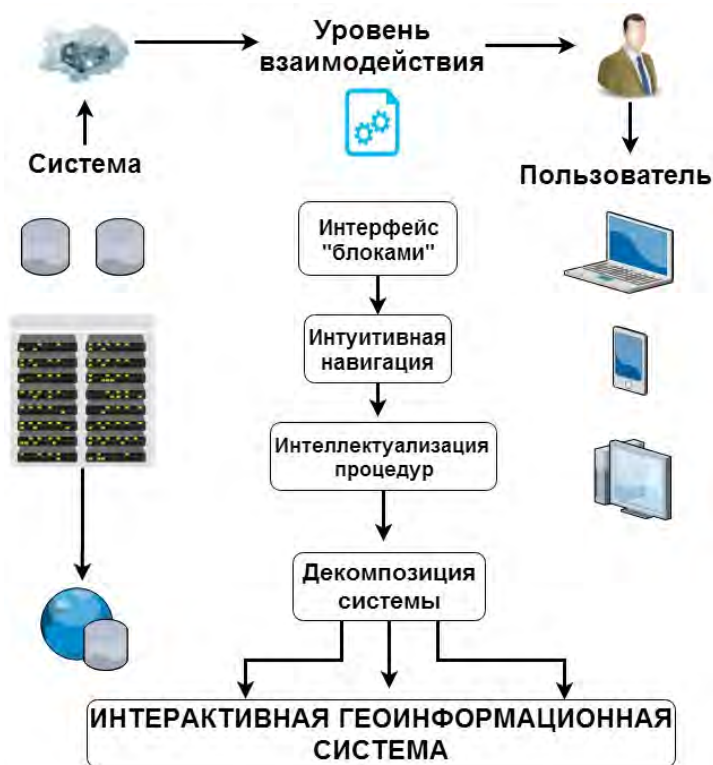 Уровень
взаимодействия
Система
Пользователь
Интерфейс
"блоками"
Интуитивная
навигация
Интеллектуализация
процедур
Декомпозиция
системы
ИНТЕРАКТИВНАЯ ГЕОИНФОРМАЦИОННАЯ
СИСТЕМА